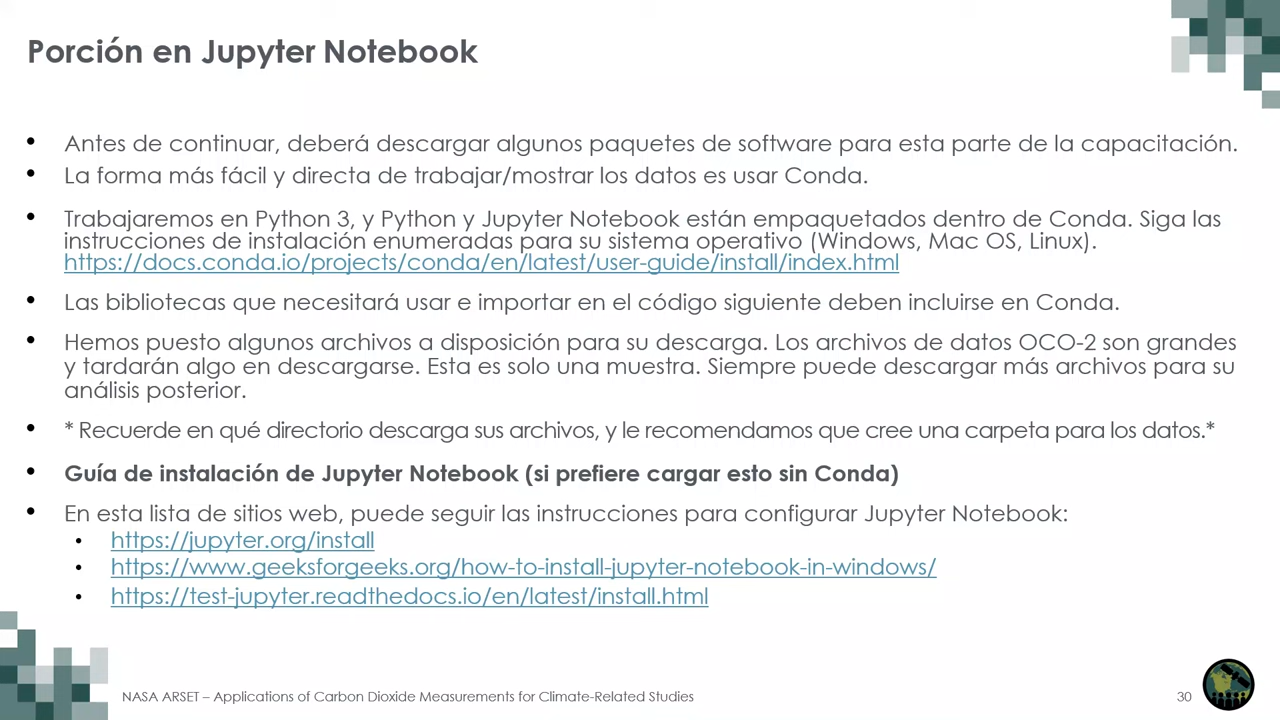 Porción en Jupyter Notebook
• Antes de continuar, deberá descargar algunos paquetes de software para esta parte de la capacitación.
• La forma más fácil y directa de trabajar/mostrar los datos es usar Conda.
• Trabajaremos en Python 3, y Python y Jupyter Notebook están empaquetados dentro de Conda. Siga las
instrucciones de instalación enumeradas para su sistema operativo (Windows, Mac OS, Linux).
https://docs.conda.io/projects/conda/en/latest/user-guide/install/index.html
• Las bibliotecas que necesitará usar e importar en el código siguiente deben incluirse en Conda.
• Hemos puesto algunos archivos a disposición para su descarga. Los archivos de datos OCO-2 son grandes
y tardarán algo en descargarse. Esta es solo una muestra. Siempre puede descargar más archivos para su
análisis posterior.
• * Recuerde en qué directorio descarga sus archivos, y le recomendamos que cree una carpeta para los datos.*
• Guía de instalación de Jupyter Notebook (si prefiere cargar esto sin Conda)
• En esta lista de sitios web, puede seguir las instrucciones para configurar Jupyter Notebook:
• https://jupyter.org/install
• https://www.geeksforgeeks.org/how-to-install-jupyter-notebook-in-windows/
• https://test-jupyter.readthedocs.io/en/latest/install.html
NASA ARSET – Applications of Carbon Dioxide Measurements for Climate-Related Studies
30